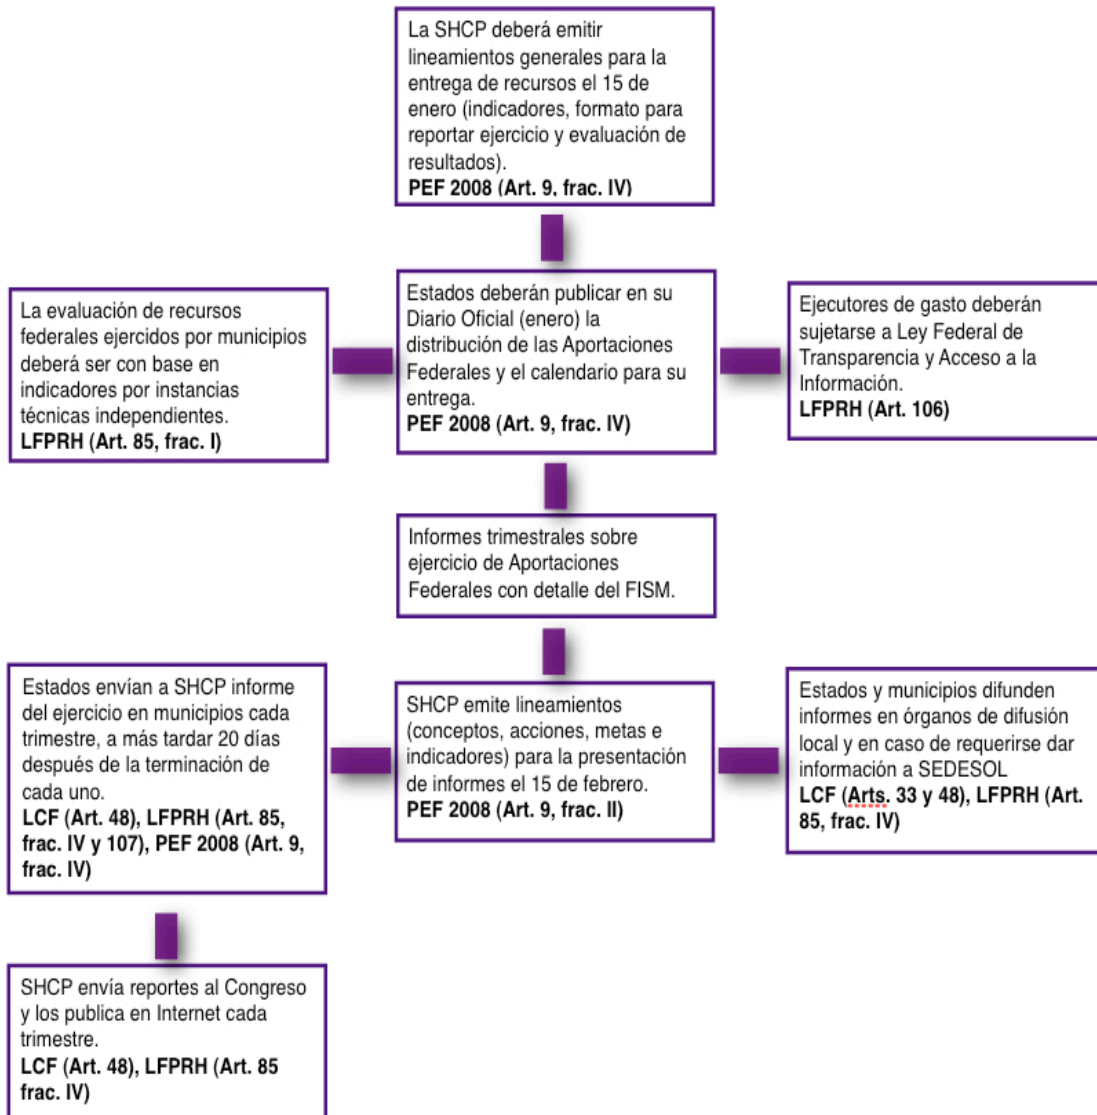 La SHCP deberá emitir
lineamientos generales para la
entrega de recursos el 15 de
enero (indicadores, formato para
reportar ejercicio y evaluación de
resultados).
PEF 2008 (Art. 9, frac. IV)
La evaluación de recursos
federales ejercidos por municipios
deberá ser con base en
indicadores por instancias
técnicas independientes.
LFPRH (Art. 85, frac. I)
Estados deberán publicar en su
Diario Oficial (enero) la
distribución de las Aportaciones
Federales y el calendario para su
entrega.
PEF 2008 (Art. 9, frac. IV)
Ejecutores de gasto deberán
sujetarse a Ley Federal de
Transparencia y Acceso a la
Información.
LFPRH (Art. 106)
Informes trimestrales sobre
ejercicio de Aportaciones
Federales con detalle del FISM.
Estados envían a SHCP informe
del ejercicio en municipios cada
trimestre, a más tardar 20 días
después de la terminación de
cada uno.
LCF (Art. 48), LFPRH (Art. 85,
frac. IV y 107), PEF 2008 (Art. 9,
frac. IV)
SHCP emite lineamientos
(conceptos, acciones, metas e
indicadores) para la presentación
de informes el 15 de febrero.
PEF 2008 (Art. 9, frac. II)
Estados y municipios difunden
informes en órganos de difusión
local y en caso de requerirse dar
información a SEDESOL
LCF (Arts. 33 y 48), LFPRH (Art.
85, frac. IV)
SHCP envía reportes al Congreso
y los publica en Internet cada
trimestre.
LCF (Art. 48), LFPRH (Art. 85
frac. IV)